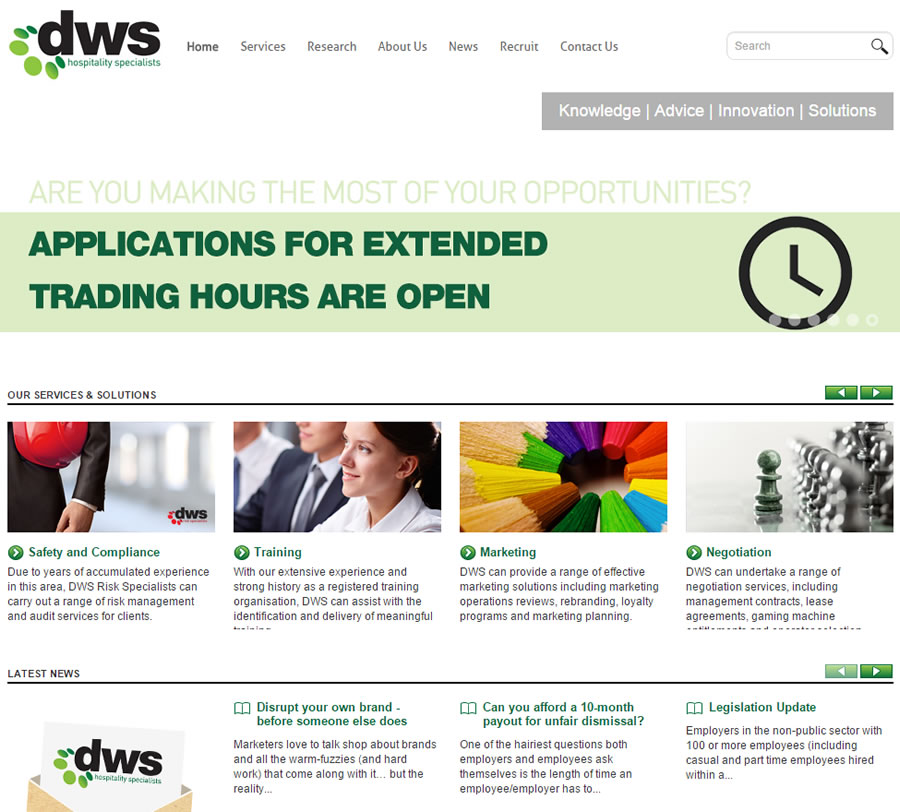 dws
hospitality specialists
Home
Services
Research
About Us
News
Recruit
Contact Us
Search
Knowledge | Advice | Innovation | Solutions
ARE YOU MAKING THE MOST OF YOUR OPPORTUNITIES?
APPLICATIONS FOR EXTENDED
TRADING HOURS ARE OPEN
OUR SERVICES & SOLUTIONS
dws
risk specialists
Safety and Compliance
Due to years of accumulated experience
in this area, DWS Risk Specialists can
carry out a range of risk management
and audit services for clients.
Training
With our extensive experience and
strong history as a registered training
organisation, DWS can assist with the
identification and delivery of meaningful
training
Marketing
DWS can provide a range of effective
marketing solutions including marketing
operations reviews, rebranding, loyalty
programs and marketing planning.
Negotiation
DWS can undertake a range of
negotiation services, including
management contracts, lease
agreements, gaming machine
entitlements and operator selection
LATEST NEWS
dws
hospitality specialists
Disrupt your own brand -
before someone else does
Marketers love to talk shop about brands
and all the warm-fuzzies (and hard
work) that come along with it... but the
reality...
Can you afford a 10-month
payout for unfair dismissal?
One of the hairiest questions both
employers and employees ask
themselves is the length of time an
employee/employer has to...
Legislation Update
Employers in the non-public sector with
100 or more employees (including
casual and part time employees hired
within a...